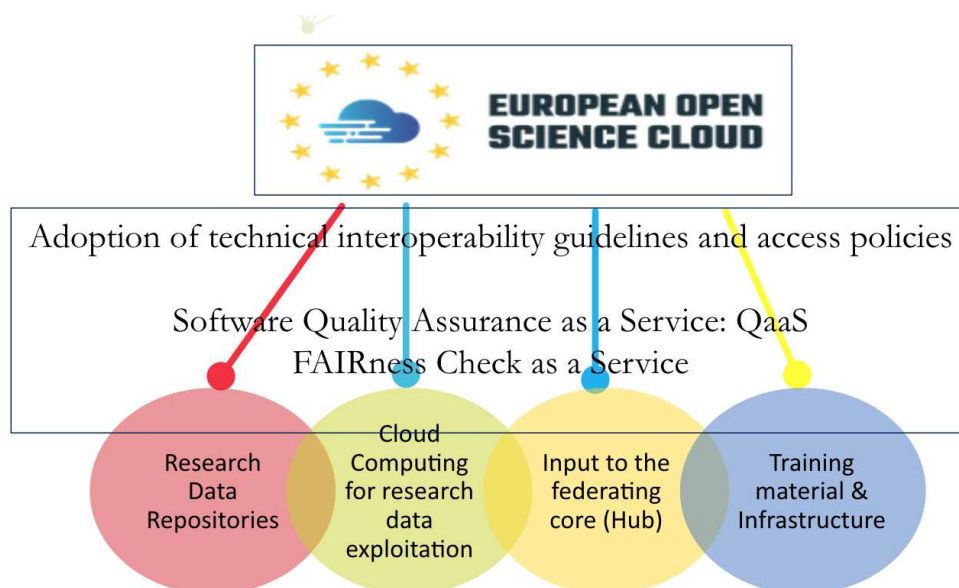 EUROPEAN OPEN
SCIENCE CLOUD
Adoption of technical interoperability guidelines and access policies
Software Quality Assurance as a Service: QaaS
FAIRness Check as a Service
Research
Data
Repositories
Cloud
Computing
for research
data
exploitation
Input to the
federating
core (Hub)
Training
material &
Infrastructure